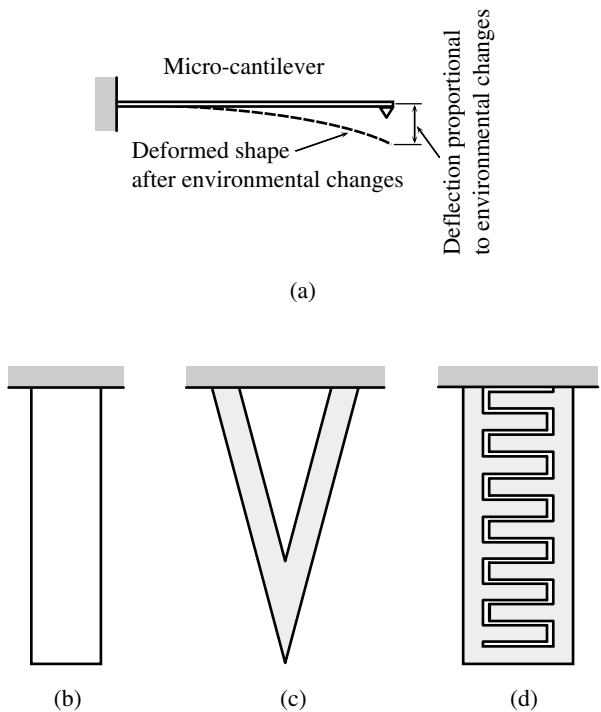 Micro-cantilever
Deformed shape
after environmental changes
Deflection proportional
to environmental changes
(a)
(b)
(c)
(d)